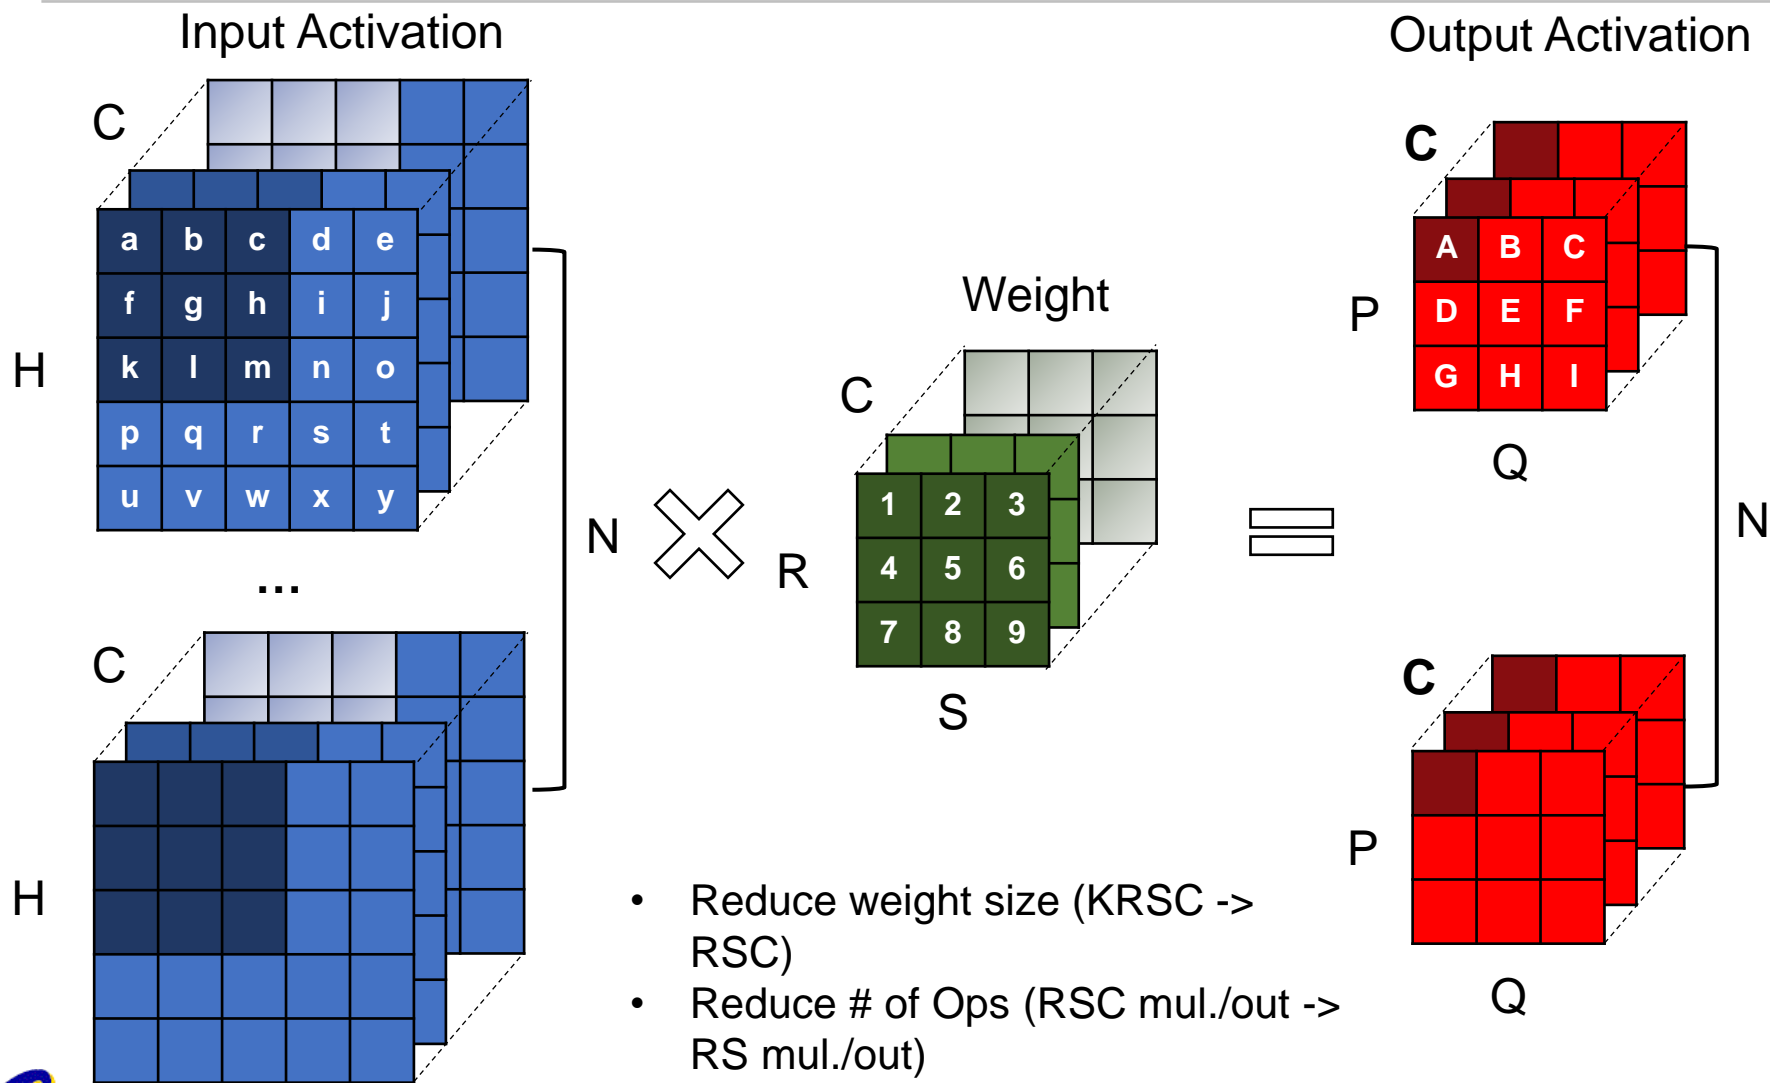 Input Activation
Output Activation
C
a b c d e
f g h i j
k l m n o
p q r s t
u v w x y
H
N
...
C
H
Weight
C
1 2 3
4 5 6
7 8 9
R
S
C
A B C
D E F
G H I
P
Q
N
C
P
Q
• Reduce weight size (KRSC ->
RSC)
• Reduce # of Ops (RSC mul./out ->
RS mul./out)